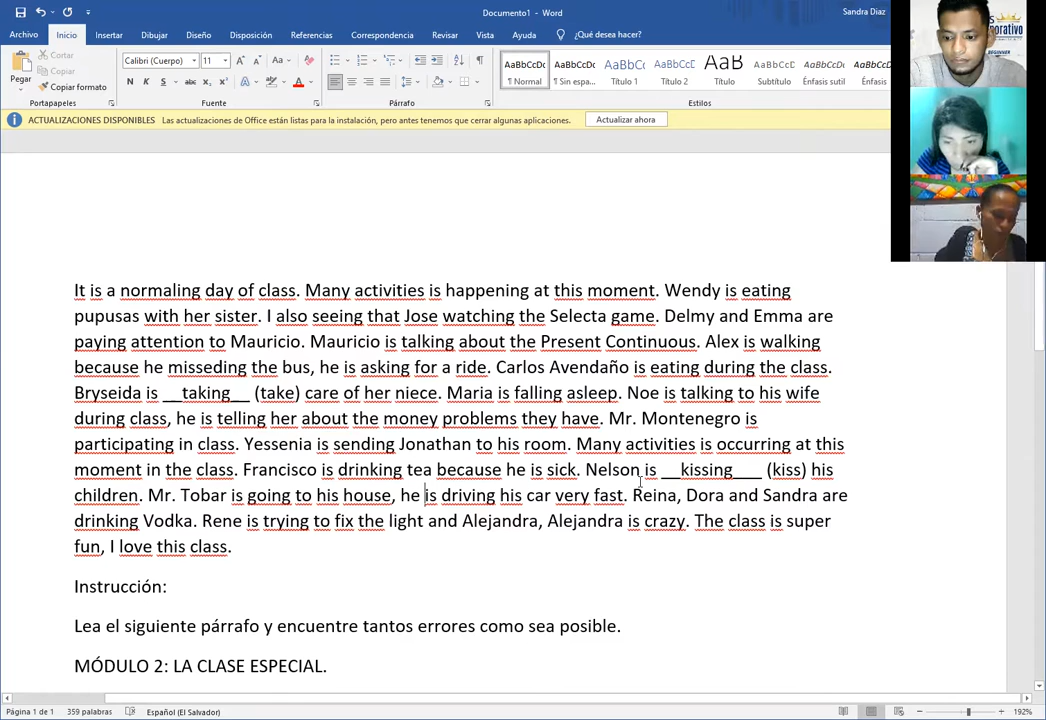 Documento1 - Word
Sandra Diaz
Archivo Inicio Insertar Dibujar Diseño Disposición Referencias Correspondencia Revisar Vista Ayuda ¿Qué desea hacer?
Pegar
Cortar
Copiar
Copiar formato
Calibri (Cuerpo) 11
N K S abc
AaBbCcDc AaBbCcDc AaBbCc AaBbCcC AaB AaBbCcC AaBbCcDc AaBbCcDc
¶ Normal ¶ Sin espa... Título 1 Título 2 Título Subtítulo Énfasis sutil Énfasis
Portapapeles Fuente Párrafo Estilos
ACTUALIZACIONES DISPONIBLES Las actualizaciones de Office están listas para la instalación, pero antes tenemos que cerrar algunas aplicaciones. Actualizar ahora
It is a normaling day of class. Many activities is happening at this moment. Wendy is eating
pupusas with her sister. I also seeing that Jose watching the Selecta game. Delmy and Emma are
paying attention to Mauricio. Mauricio is talking about the Present Continuous. Alex is walking
because he misseding the bus, he is asking for a ride. Carlos Avendaño is eating during the class.
Bryseida is __taking__ (take) care of her niece. Maria is falling asleep. Noe is talking to his wife
during class, he is telling her about the money problems they have. Mr. Montenegro is
participating in class. Yessenia is sending Jonathan to his room. Many activities is occurring at this
moment in the class. Francisco is drinking tea because he is sick. Nelson is __kissing___ (kiss) his
children. Mr. Tobar is going to his house, he is driving his car very fast. Reina, Dora and Sandra are
drinking Vodka. Rene is trying to fix the light and Alejandra, Alejandra is crazy. The class is super
fun, I love this class.
Instrucción:
Lea el siguiente párrafo y encuentre tantos errores como sea posible.
MÓDULO 2: LA CLASE ESPECIAL.
Página 1 de 1 359 palabras Español (El Salvador) 192%